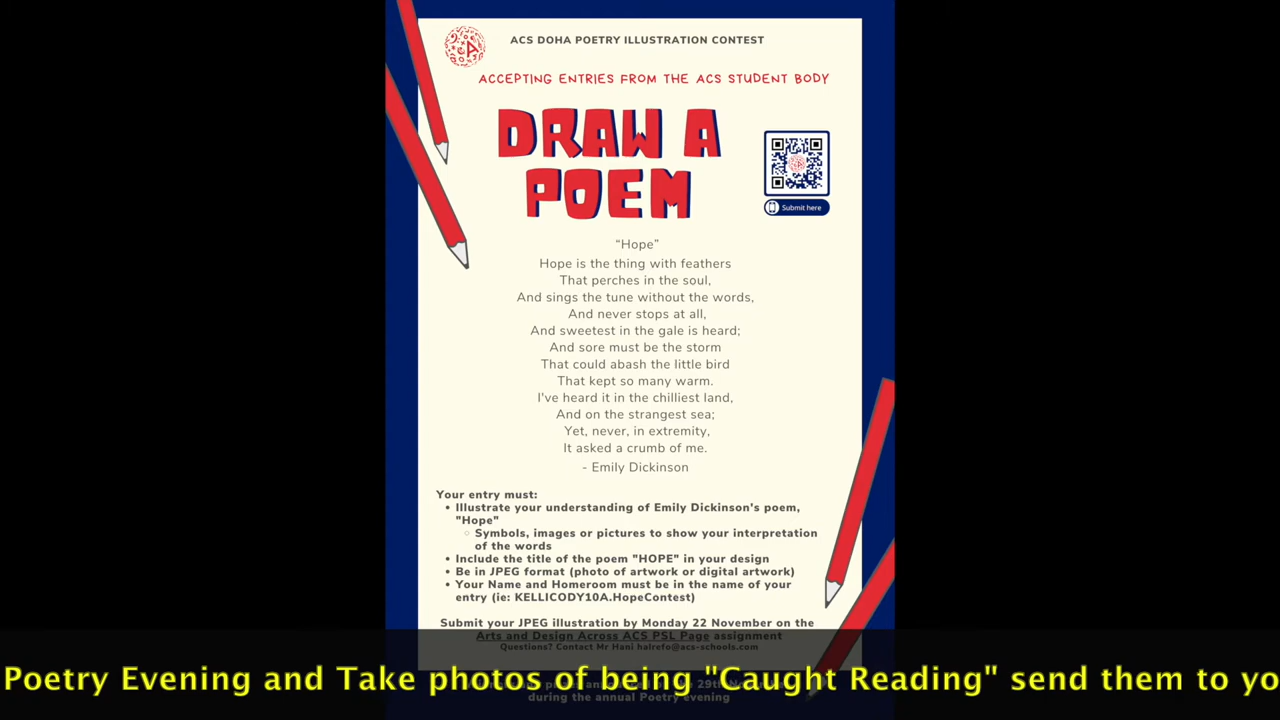 ACS DOHA POETRY ILLUSTRATION CONTEST
ACCEPTING ENTRIES FROM THE ACS STUDENT BODY
DRAW A
POEM
Submit here
“Hope”
Hope is the thing with feathers
That perches in the soul,
And sings the tune without the words,
And never stops at all,
And sweetest in the gale is heard;
And sore must be the storm
That could abash the little bird
That kept so many warm.
I've heard it in the chilliest land,
And on the strangest sea;
Yet, never, in extremity,
It asked a crumb of me.
- Emily Dickinson
Your entry must:
• Illustrate your understanding of Emily Dickinson's poem,
"Hope"
◦ Symbols, images or pictures to show your interpretation
of the words
• Include the title of the poem "HOPE" in your design
• Be in JPEG format (photo of artwork or digital artwork)
• Your Name and Homeroom must be in the name of your
entry (ie: KELLICODY10A.HopeContest)
Submit your JPEG illustration by Monday 22 November on the
Arts and Design Across ACS PSL Page assignment
Questions? Contact Mr Hani halrefo@acs-schools.com
Poetry Evening and Take photos of being "Caught Reading" send them to yo
during the annual Poetry evening